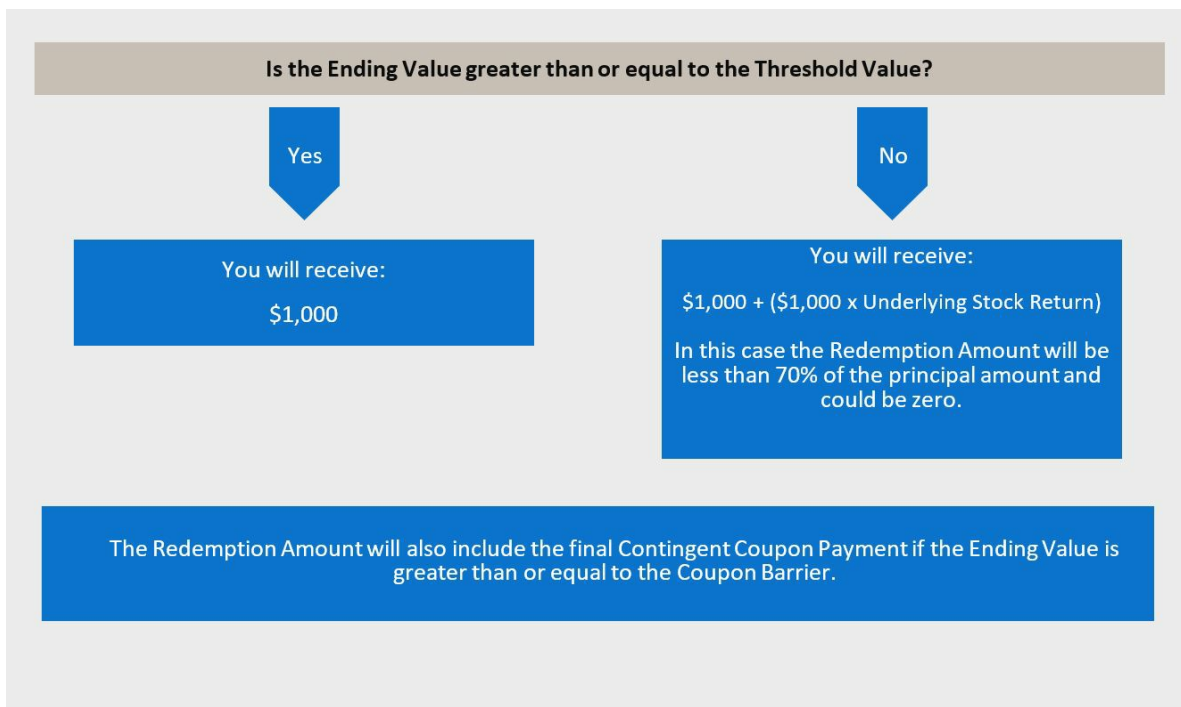 Is the Ending Value greater than or equal to the Threshold Value?
Yes
No
You will receive:
$1,000
You will receive:
$1,000 + ($1,000 x Underlying Stock Return)
In this case the Redemption Amount will be
less than 70% of the principal amount and
could be zero.
The Redemption Amount will also include the final Contingent Coupon Payment if the Ending Value is
greater than or equal to the Coupon Barrier.